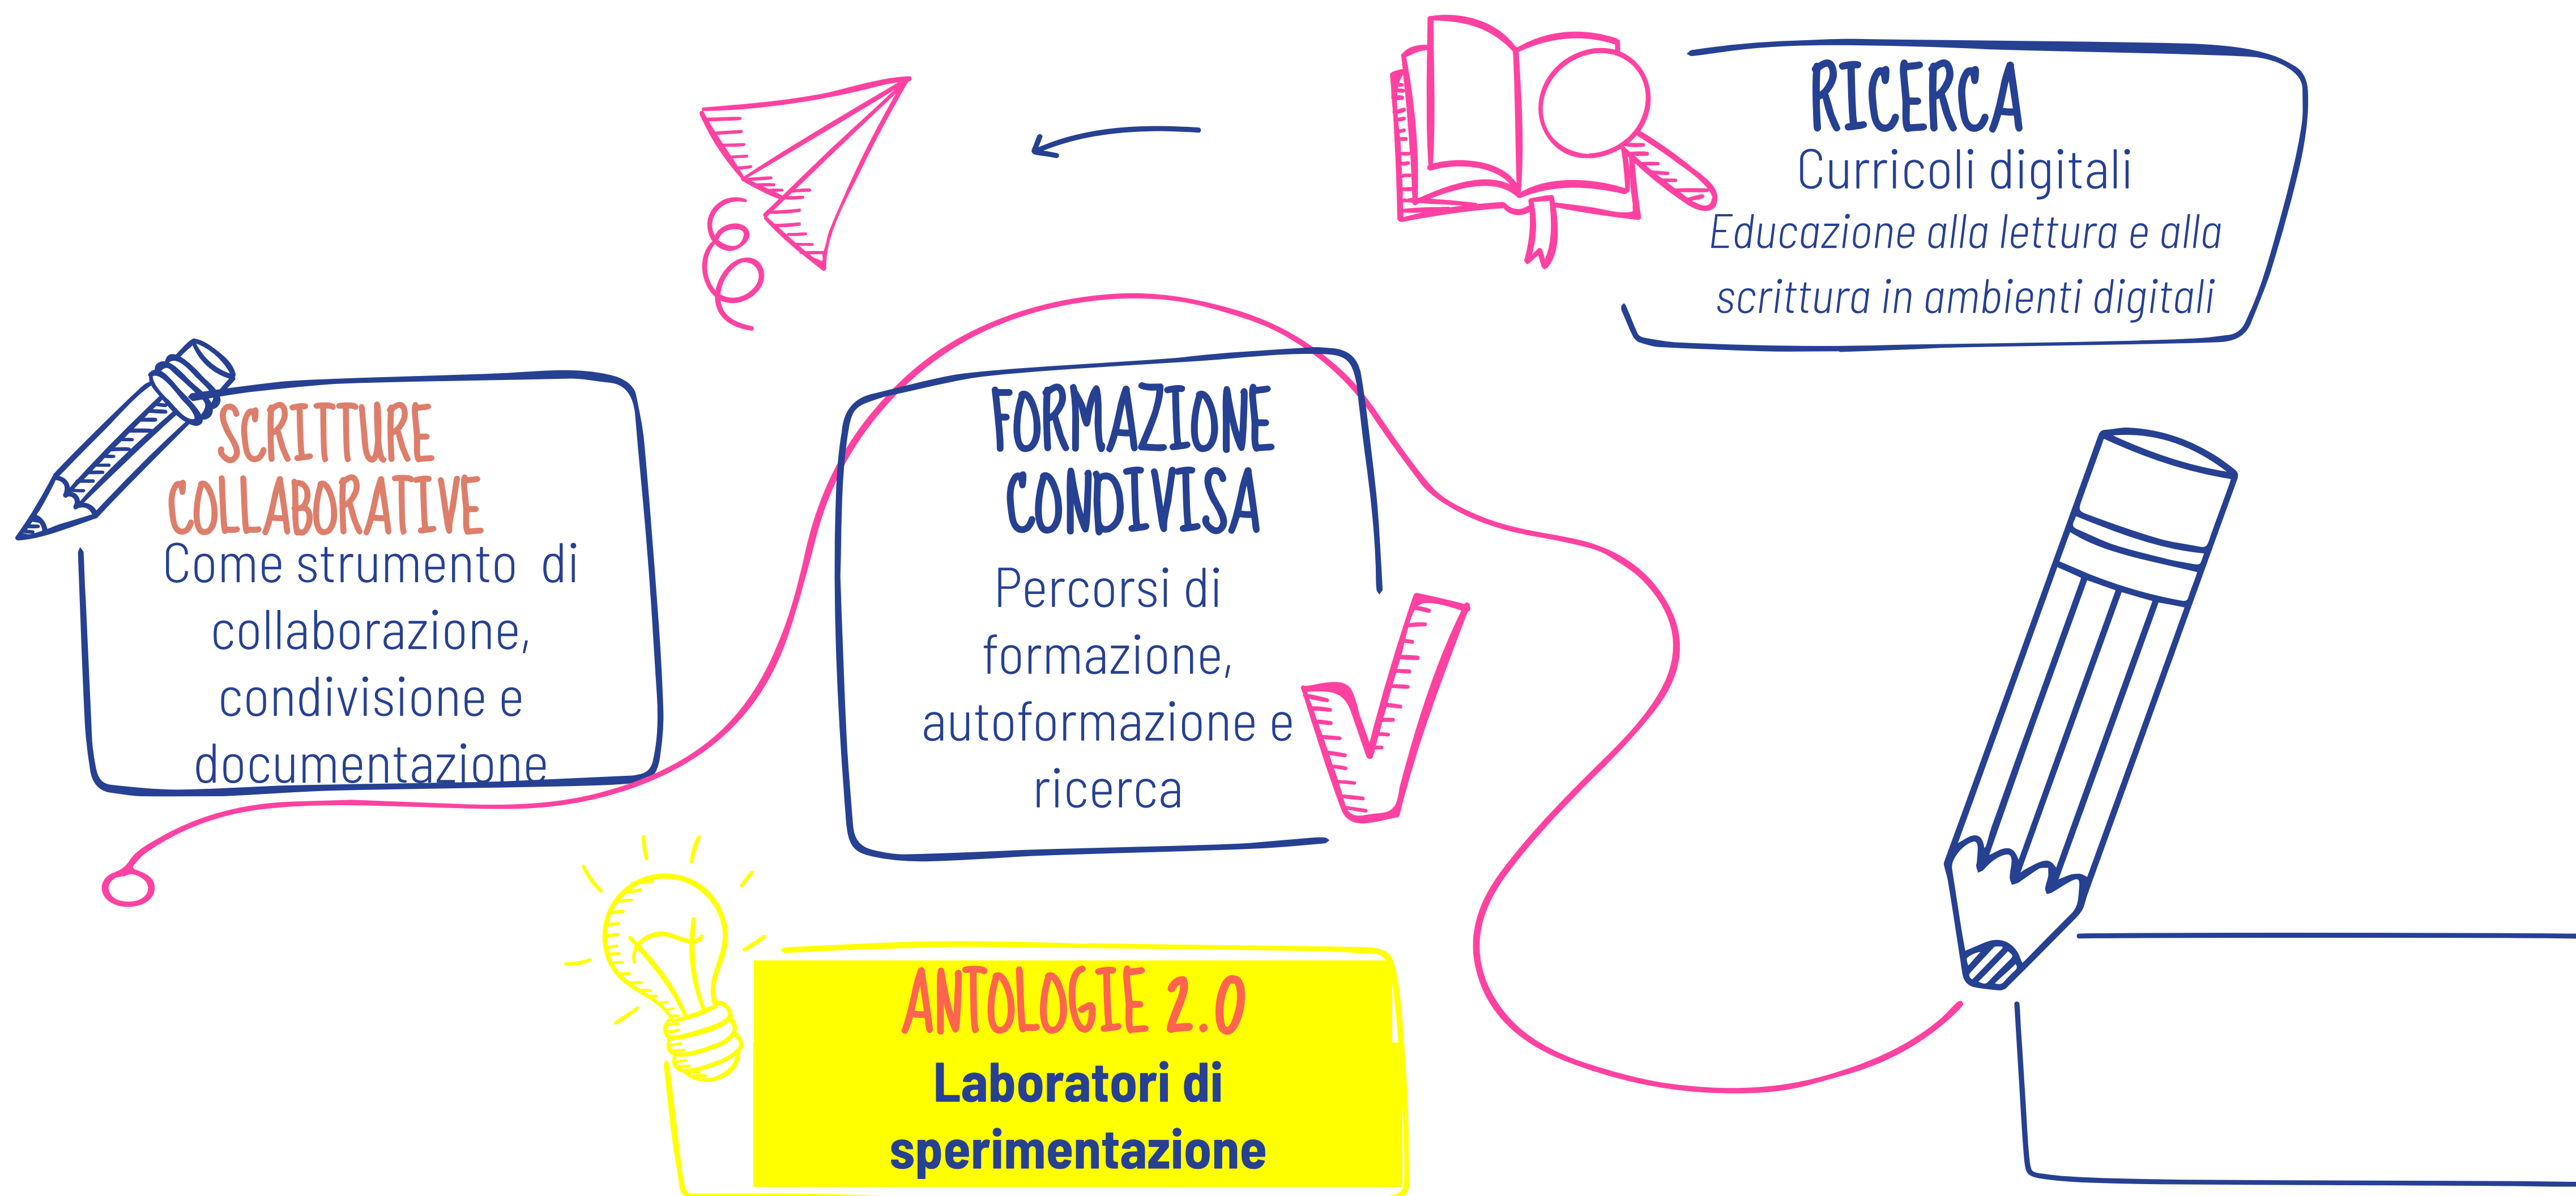 RICERCA
Curricoli digitali
Educazione alla lettura e alla
scrittura in ambienti digitali
SCRITTURE
COLLABORATIVE
Come strumento di
collaborazione,
condivisione e
documentazione
FORMAZIONE
CONDIVISA
Percorsi di
formazione,
autoformazione e
ricerca
ANTOLOGIE 2.0
Laboratori di
sperimentazione